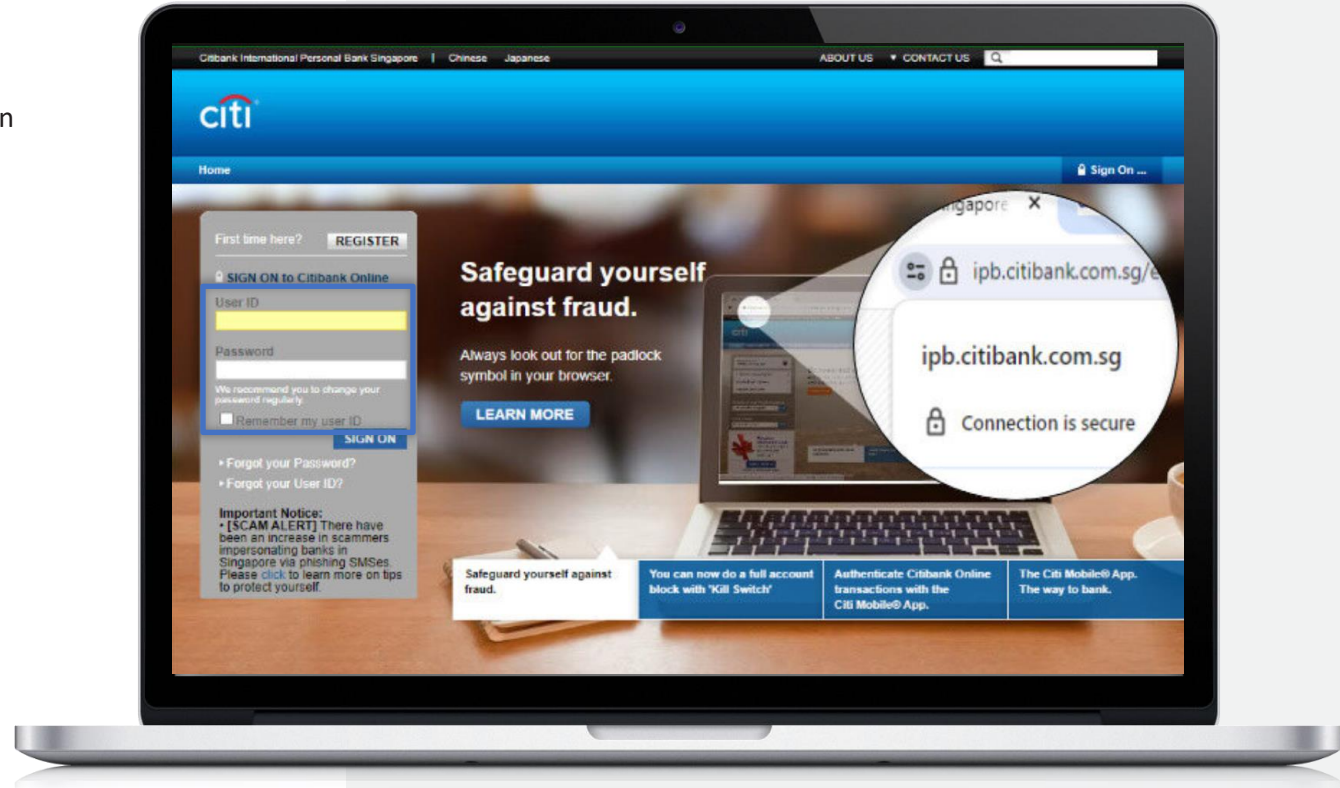 n
Citibank International Personal Bank Singapore | Chinese Japanese
ABOUT US ▼ CONTACT US
citi
Home
Sign On ...
First time here? REGISTER
SIGN ON to Citibank Online
User ID
Password
We recommend you to change your
password regularly.
Remember my user ID
SIGN ON
Forgot your Password?
Forgot your User ID?
Important Notice:
• [SCAM ALERT] There have
been an increase in scammers
impersonating banks in
Singapore via phishing SMSes.
Please click to learn more on tips
to protect yourself.
Safeguard yourself
against fraud.
Always look out for the padlock
symbol in your browser.
LEARN MORE
ngapore X
ipb.citibank.com.sg/e
ipb.citibank.com.sg
Connection is secure
Safeguard yourself against
fraud.
You can now do a full account
block with 'Kill Switch'
Authenticate Citibank Online
transactions with the
Citi Mobile® App.
The Citi Mobile® App.
The way to bank.